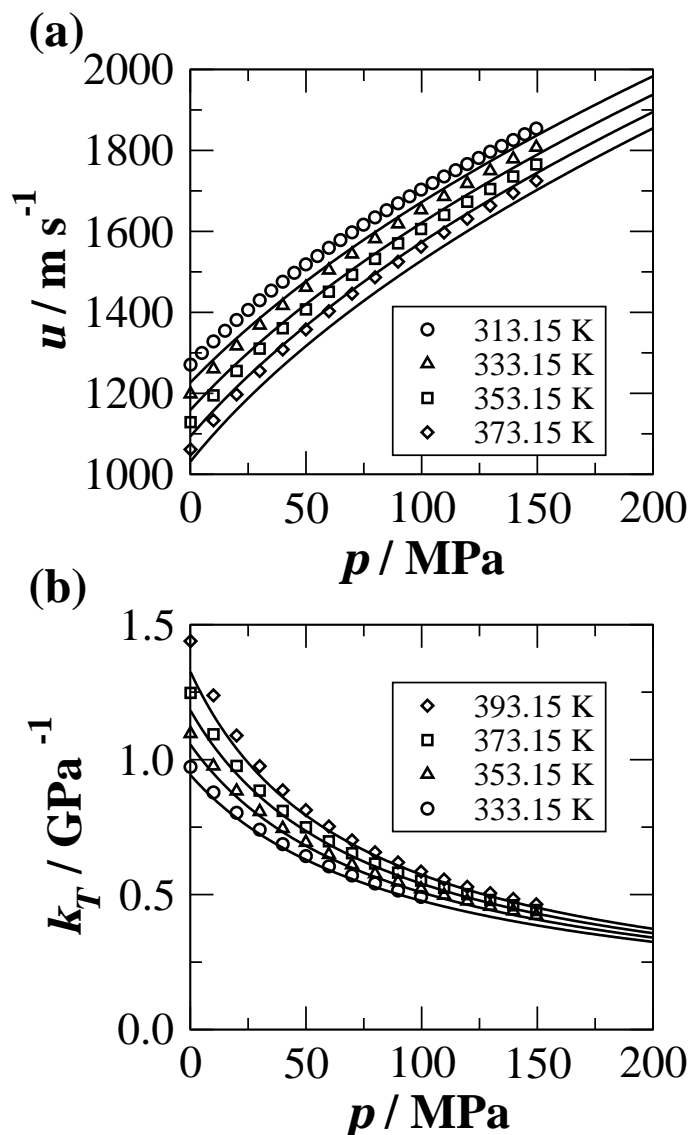 (a)
2000
1800
1600
1400
1200
1000
u / m s⁻¹
313.15 K
333.15 K
353.15 K
373.15 K
0 50 100 150 200
p / MPa
(b)
1.5
1.0
0.5
0.0
k_T / GPa⁻¹
393.15 K
373.15 K
353.15 K
333.15 K
0 50 100 150 200
p / MPa